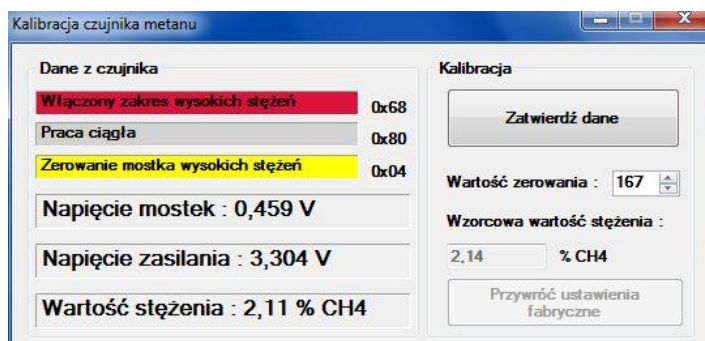 Kalibracja czujnika metanu
Dane z czujnika
Włączony zakres wysokich stężeń
0x68
Praca ciągła
0x80
Zerowanie mostka wysokich stężeń
0x04
Napięcie mostek : 0,459 V
Napięcie zasilania : 3,304 V
Wartość stężenia : 2,11 % CH4
Kalibracja
Zatwierdź dane
Wartość zerowania : 167
Wzorcowa wartość stężenia :
2,14 % CH4
Przywróć ustawienia
fabryczne